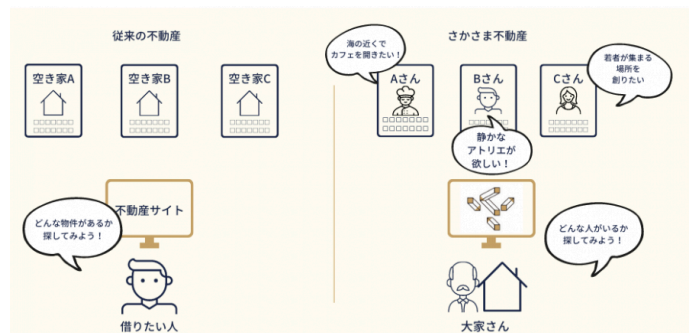 従来の不動産
空き家A
空き家B
空き家C
不動産サイト
どんな物件があるか
探してみよう！
借りたい人
さかさま不動産
海の近くで
カフェを開きたい！
Aさん
Bさん
Cさん
若者が集まる
場所を
創りたい
静かな
アトリエが
欲しい！
どんな人がいるか
探してみよう！
大家さん